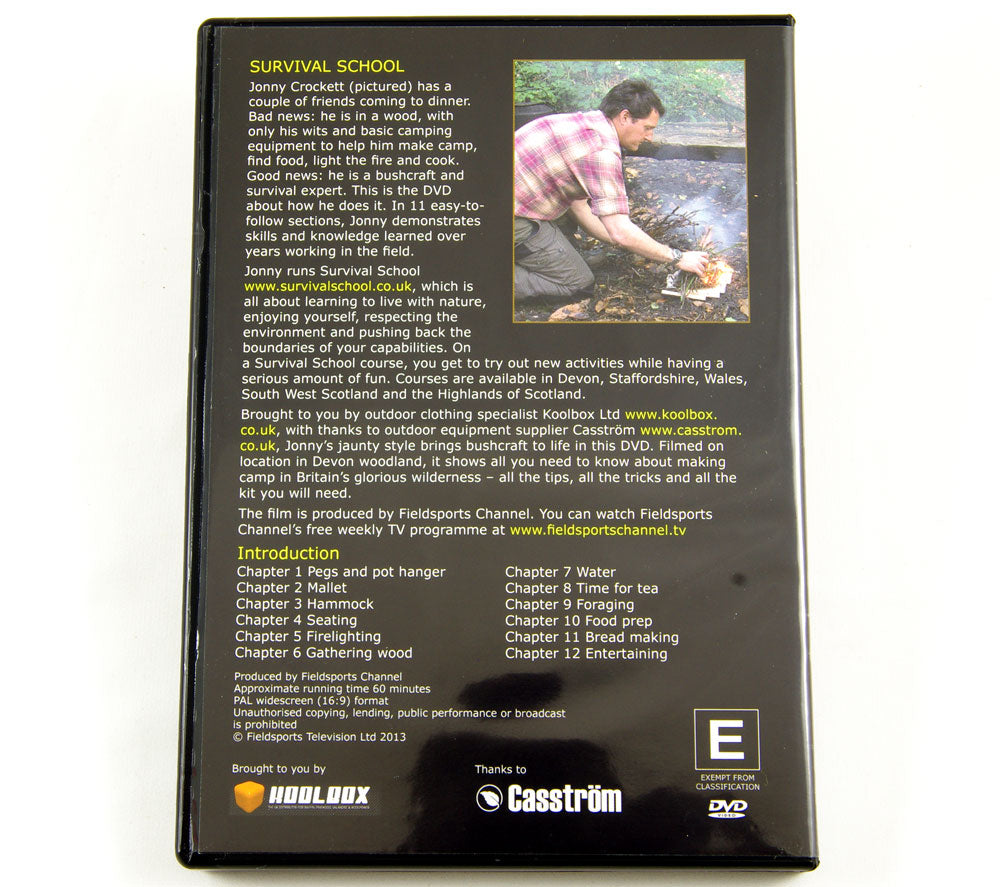 SURVIVAL SCHOOL
Jonny Crockett (pictured) has a
couple of friends coming to dinner.
Bad news: he is in a wood, with
only his wits and basic camping
equipment to help him make camp,
find food, light the fire and cook.
Good news: he is a bushcraft and
survival expert. This is the DVD
about how he does it. In 11 easy-to-
follow sections, Jonny demonstrates
skills and knowledge learned over
years working in the field.
Jonny runs Survival School
www.survivalschool.co.uk, which is
all about learning to live with nature,
enjoying yourself, respecting the
environment and pushing back the
boundaries of your capabilities. On
a Survival School course, you get to try out new activities while having a
serious amount of fun. Courses are available in Devon, Staffordshire, Wales,
South West Scotland and the Highlands of Scotland.
Brought to you by outdoor clothing specialist Koolbox Ltd www.koolbox.
co.uk, with thanks to outdoor equipment supplier Casström www.casstrom.
co.uk, Jonny's jaunty style brings bushcraft to life in this DVD. Filmed on
location in Devon woodland, it shows all you need to know about making
camp in Britain's glorious wilderness – all the tips, all the tricks and all the
kit you will need.
The film is produced by Fieldsports Channel. You can watch Fieldsports
Channel's free weekly TV programme at www.fieldsportschannel.tv
Introduction
Chapter 1 Pegs and pot hanger
Chapter 2 Mallet
Chapter 3 Hammock
Chapter 4 Seating
Chapter 5 Firelighting
Chapter 6 Gathering wood
Chapter 7 Water
Chapter 8 Time for tea
Chapter 9 Foraging
Chapter 10 Food prep
Chapter 11 Bread making
Chapter 12 Entertaining
Produced by Fieldsports Channel
Approximate running time 60 minutes
PAL widescreen (16:9) format
Unauthorised copying, lending, public performance or broadcast
is prohibited
© Fieldsports Television Ltd 2013
Brought to you by
KOOLBOX
Thanks to
Casström
E
EXEMPT FROM
CLASSIFICATION
DVD
VIDEO